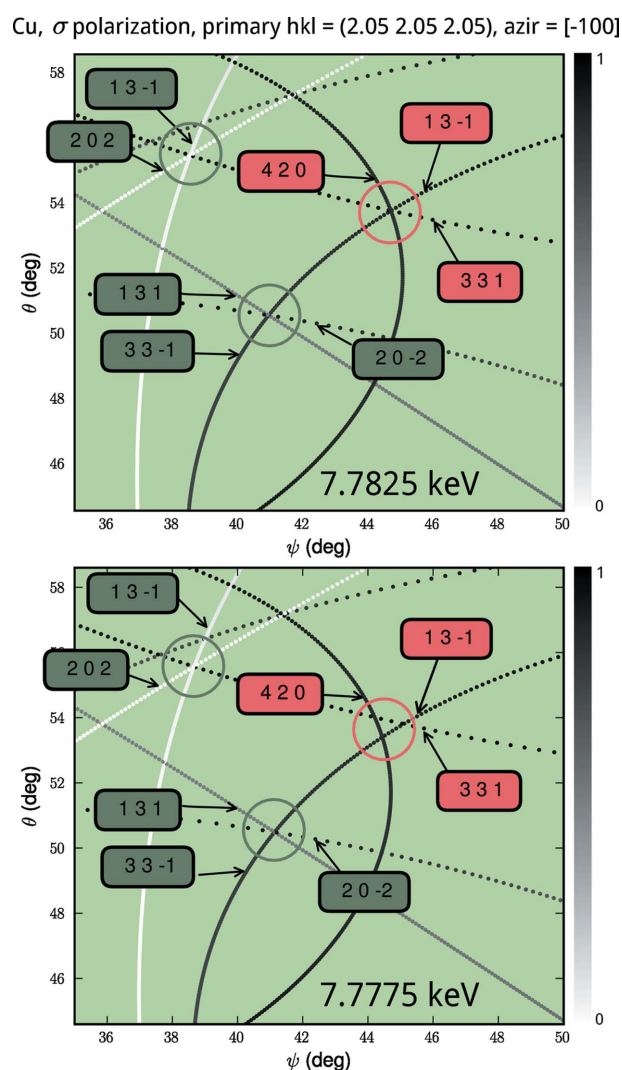 Cu, σ polarization, primary hkl = (2.05 2.05 2.05), azir = [-100]
58
56
54
52
50
48
46
θ (deg)
1 3 -1
2 0 2
4 2 0
1 3 -1
3 3 1
1 3 1
3 3 -1
2 0 -2
7.7825 keV
36 38 40 42 44 46 48 50
ψ (deg)
1
0
58
56
54
52
50
48
46
θ (deg)
1 3 -1
2 0 2
4 2 0
1 3 -1
3 3 1
1 3 1
3 3 -1
2 0 -2
7.7775 keV
36 38 40 42 44 46 48 50
ψ (deg)
1
0